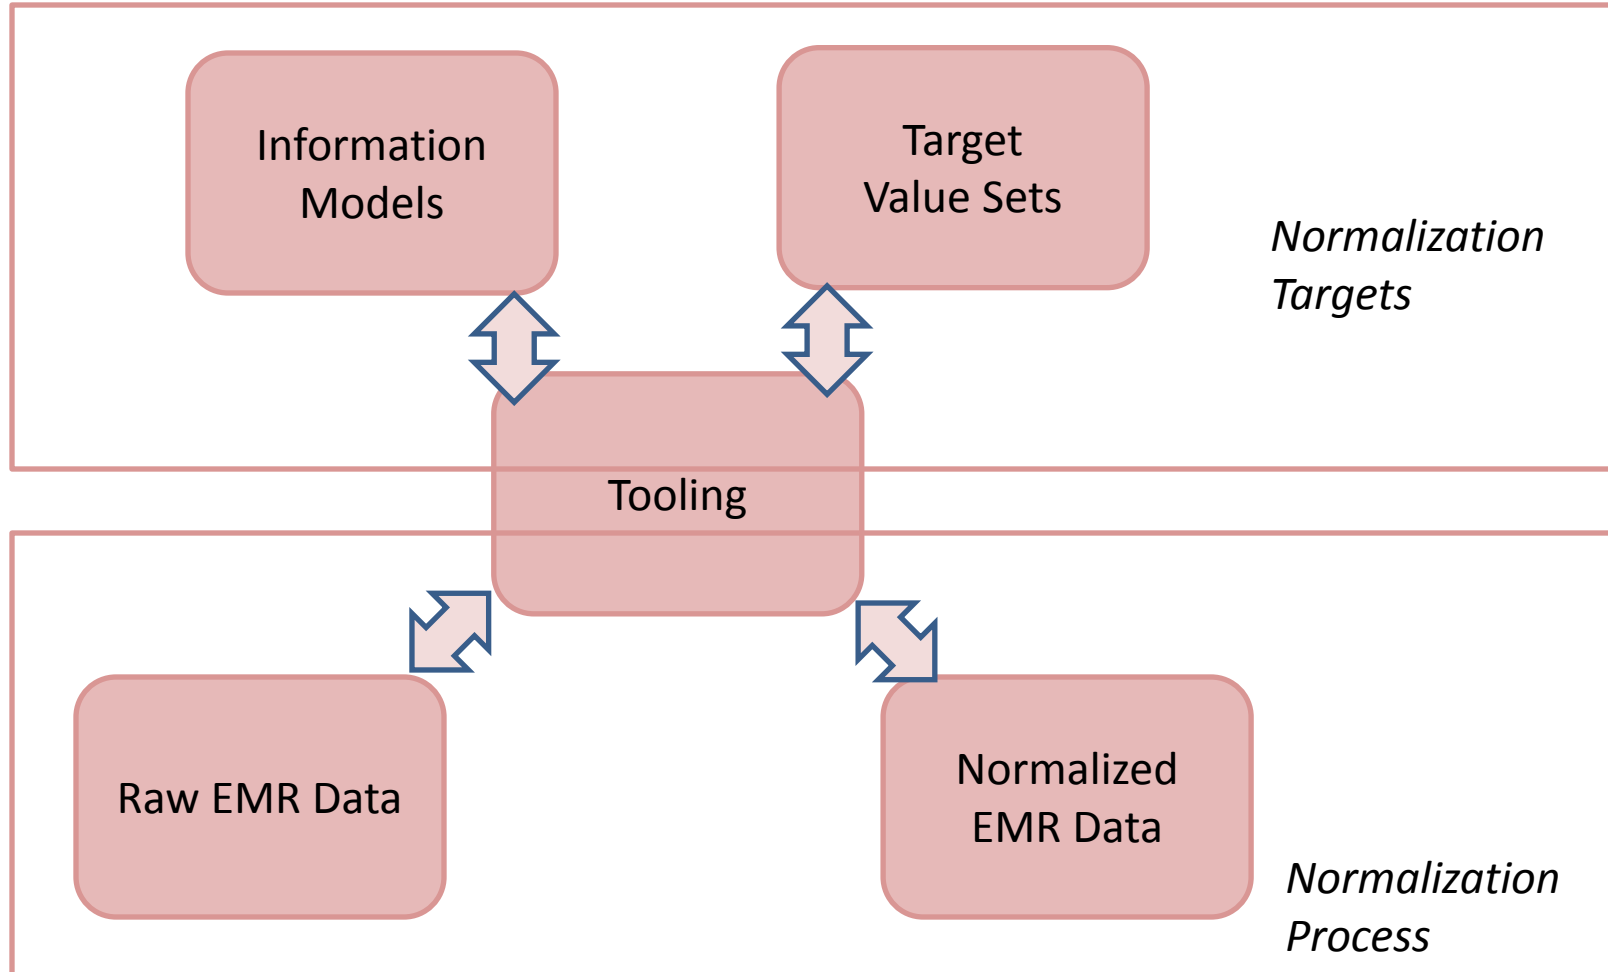 Information
Models
Target
Value Sets
Normalization
Targets
Tooling
Raw EMR Data
Normalized
EMR Data
Normalization
Process